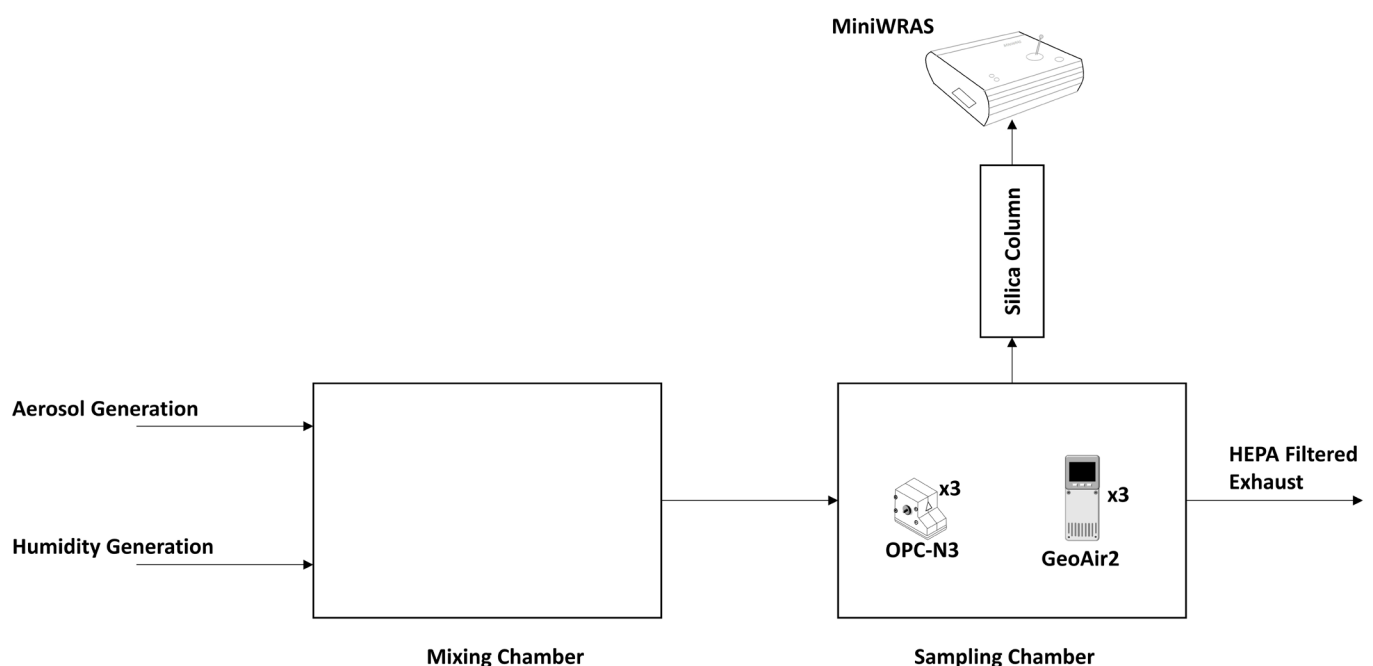 MiniWRAS
Silica Column
Aerosol Generation
HEPA Filtered
Exhaust
x3
x3
Humidity Generation
OPC-N3
GeoAir2
Mixing Chamber
Sampling Chamber